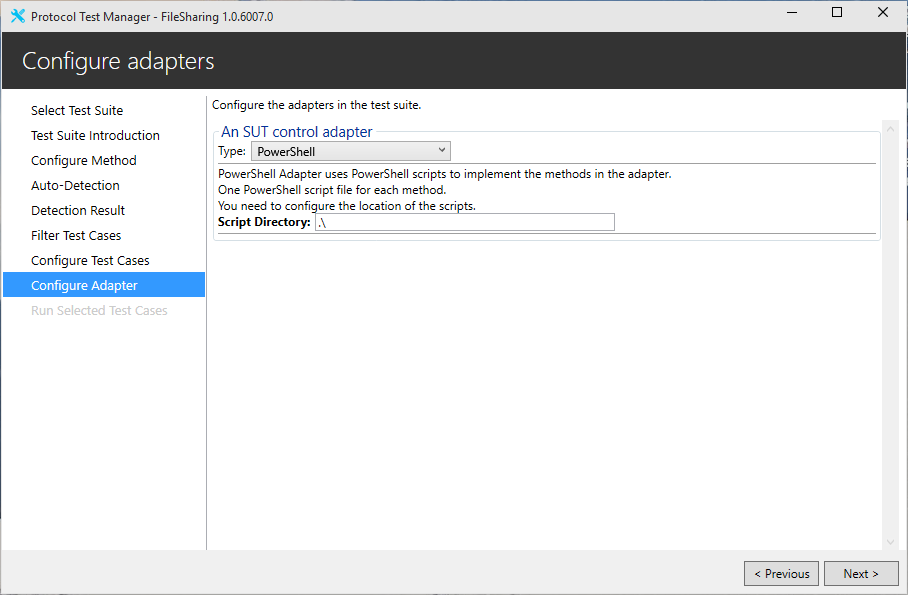 Protocol Test Manager - FileSharing 1.0.6007.0
Configure adapters
Select Test Suite
Test Suite Introduction
Configure Method
Auto-Detection
Detection Result
Filter Test Cases
Configure Test Cases
Configure Adapter
Run Selected Test Cases
Configure the adapters in the test suite.
An SUT control adapter
Type: PowerShell
PowerShell Adapter uses PowerShell scripts to implement the methods in the adapter.
One PowerShell script file for each method.
You need to configure the location of the scripts.
Script Directory: .\
< Previous
Next >